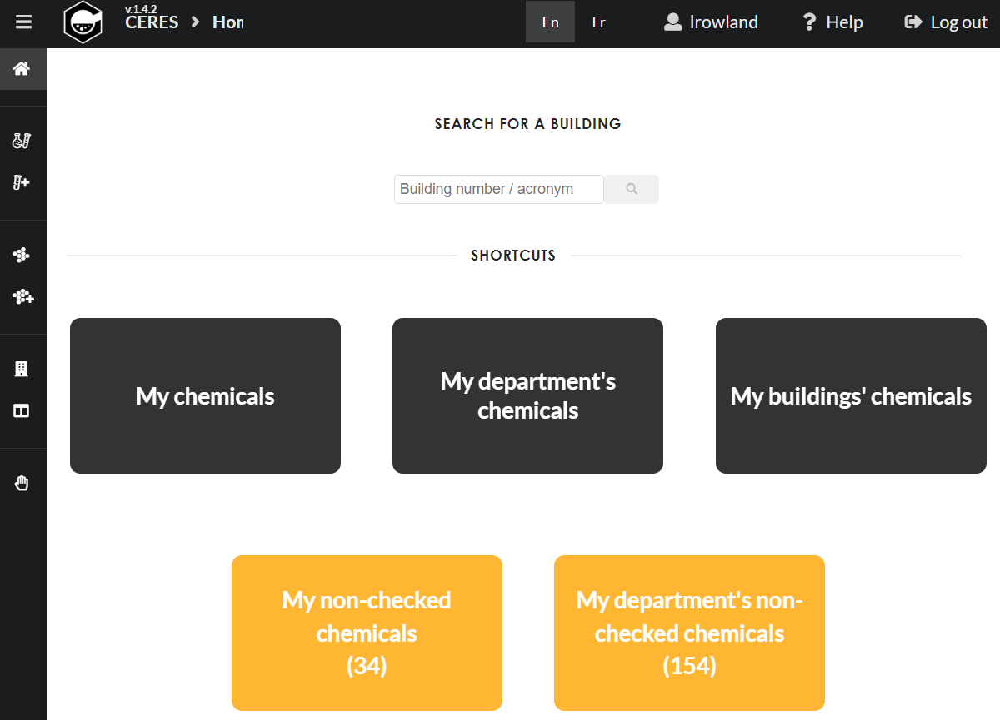 v.1.4.2
CERES > Hon
En
Fr
lrowland
? Help
Log out
SEARCH FOR A BUILDING
Building number / acronym
SHORTCUTS
My chemicals
My department's
chemicals
My buildings' chemicals
My non-checked
chemicals
(34)
My department's non-
checked chemicals
(154)